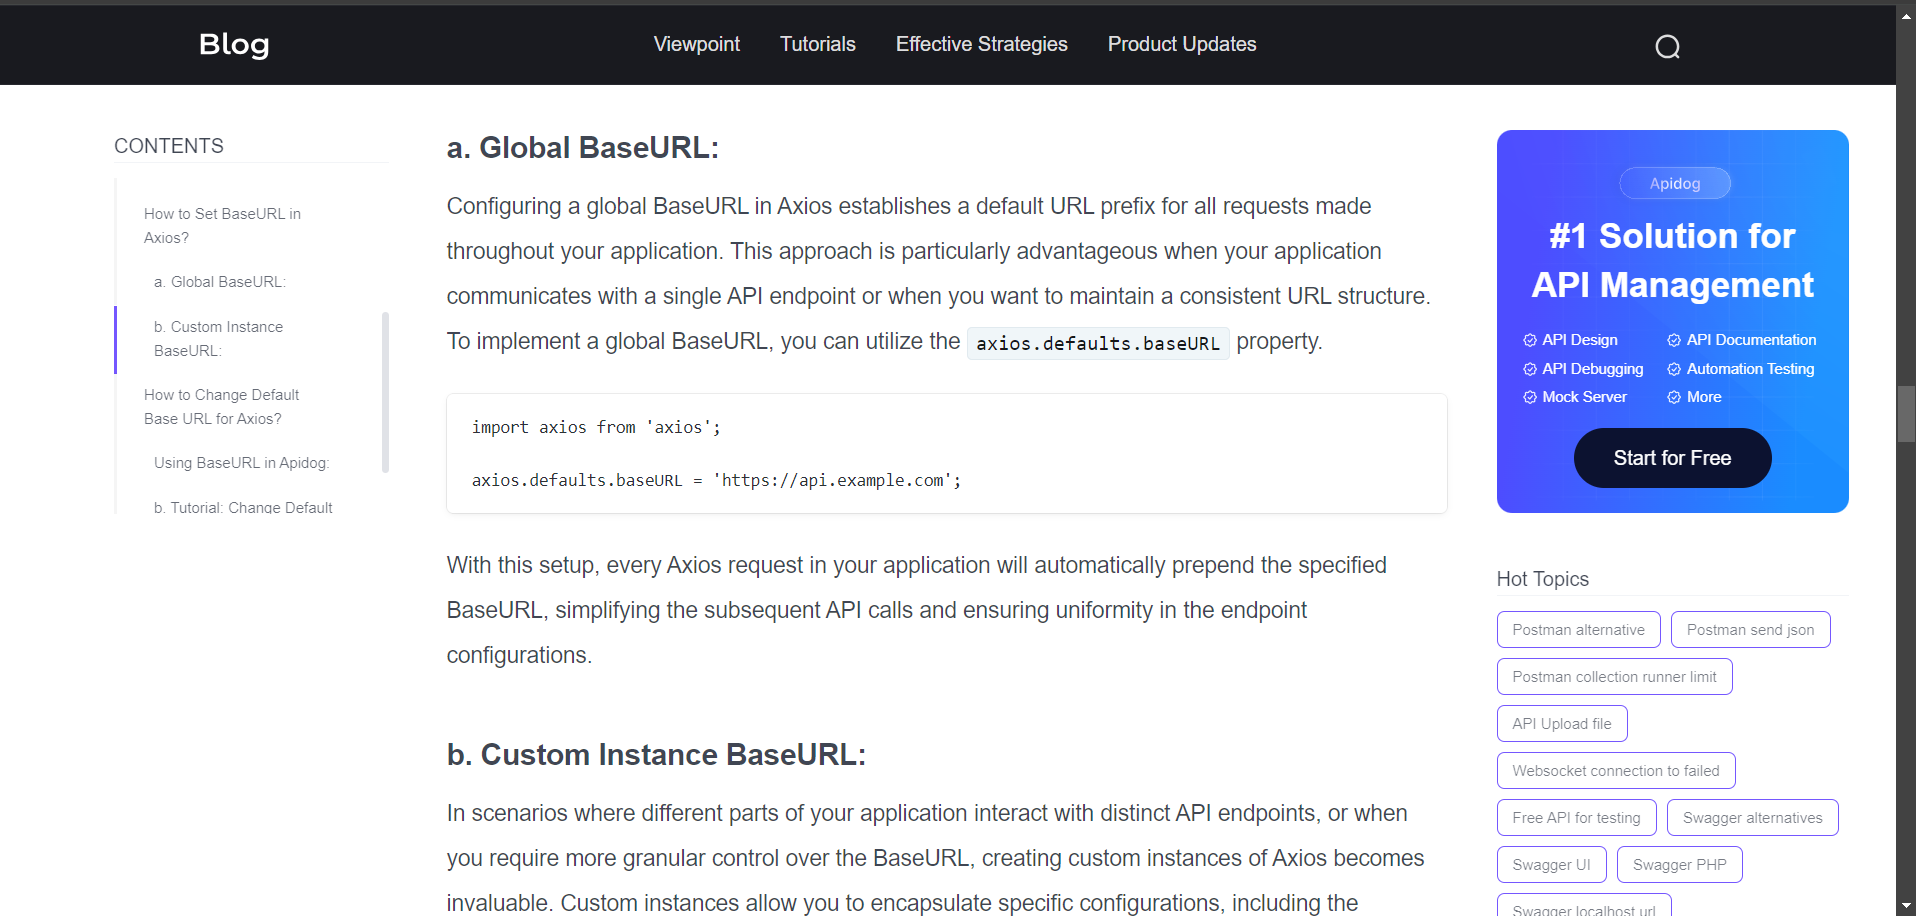 Blog
Viewpoint
Tutorials
Effective Strategies
Product Updates
CONTENTS
How to Set BaseURL in
Axios?
a. Global BaseURL:
b. Custom Instance
BaseURL:
How to Change Default
Base URL for Axios?
Using BaseURL in Apidog:
b. Tutorial: Change Default
a. Global BaseURL:
Configuring a global BaseURL in Axios establishes a default URL prefix for all requests made
throughout your application. This approach is particularly advantageous when your application
communicates with a single API endpoint or when you want to maintain a consistent URL structure.
To implement a global BaseURL, you can utilize the axios.defaults.baseURL property.
import axios from 'axios';
axios.defaults.baseURL = 'https://api.example.com';
With this setup, every Axios request in your application will automatically prepend the specified
BaseURL, simplifying the subsequent API calls and ensuring uniformity in the endpoint
configurations.
b. Custom Instance BaseURL:
In scenarios where different parts of your application interact with distinct API endpoints, or when
you require more granular control over the BaseURL, creating custom instances of Axios becomes
invaluable. Custom instances allow you to encapsulate specific configurations, including the
Apidog
#1 Solution for
API Management
API Design
API Documentation
API Debugging
Automation Testing
Mock Server
More
Start for Free
Hot Topics
Postman alternative
Postman send json
Postman collection runner limit
API Upload file
Websocket connection to failed
Free API for testing
Swagger alternatives
Swagger UI
Swagger PHP
Swagger localhost url